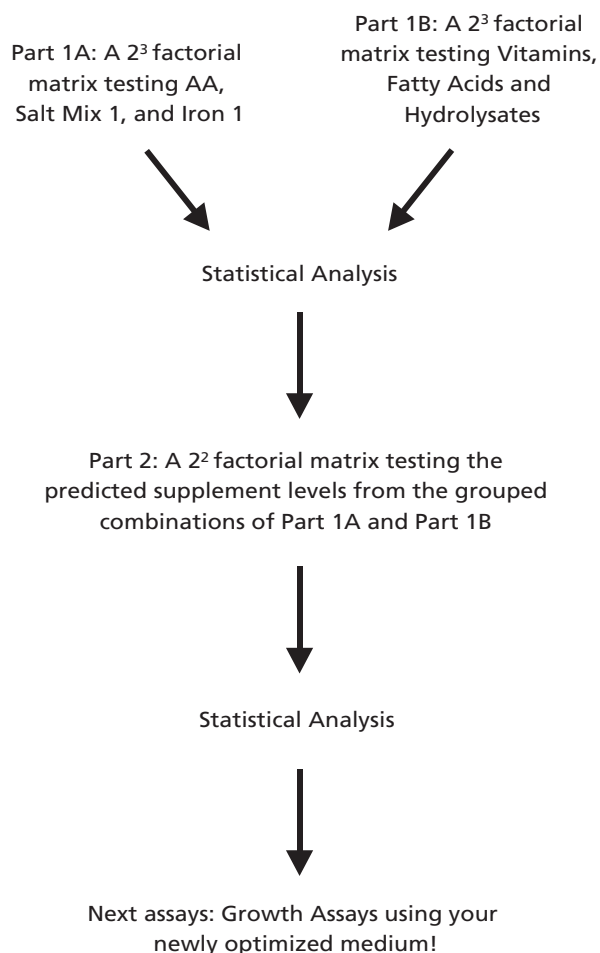 Part 1A: A 2³ factorial
matrix testing AA,
Salt Mix 1, and Iron 1
Part 1B: A 2³ factorial
matrix testing Vitamins,
Fatty Acids and
Hydrolysates
Statistical Analysis
Part 2: A 2² factorial matrix testing the
predicted supplement levels from the grouped
combinations of Part 1A and Part 1B
Statistical Analysis
Next assays: Growth Assays using your
newly optimized medium!